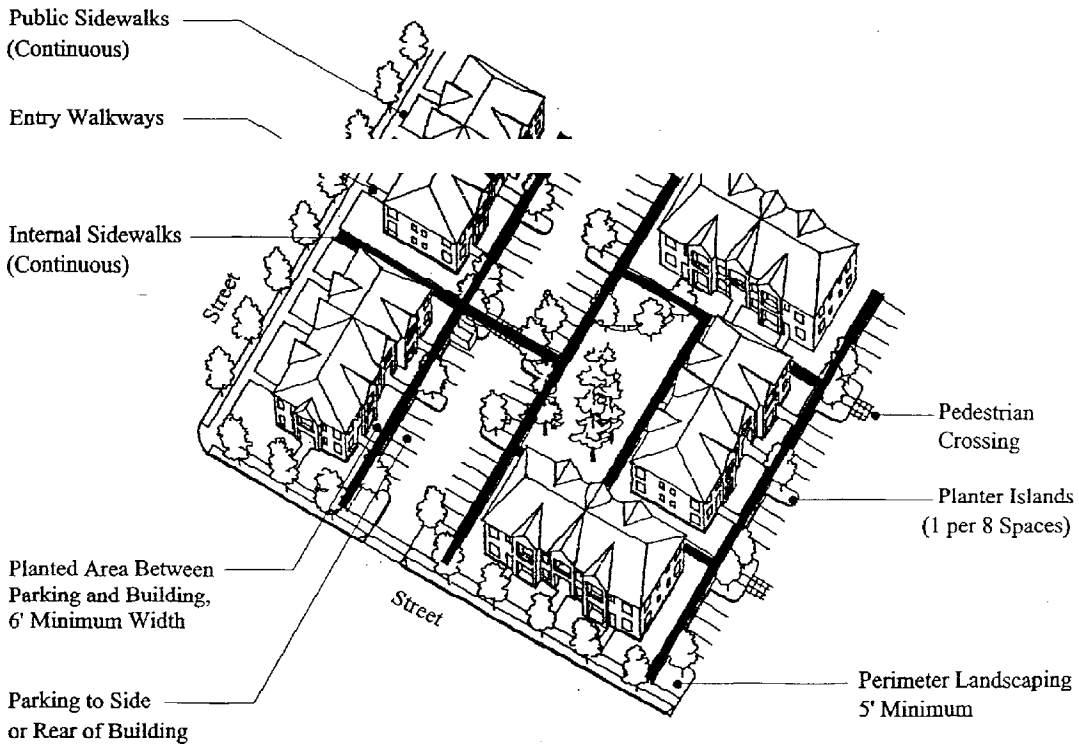 Public Sidewalks
(Continuous)
Entry Walkways
Internal Sidewalks
(Continuous)
Street
Pedestrian
Crossing
Planter Islands
(1 per 8 Spaces)
Planted Area Between
Parking and Building,
6' Minimum Width
Street
Parking to Side
or Rear of Building
Perimeter Landscaping
5' Minimum